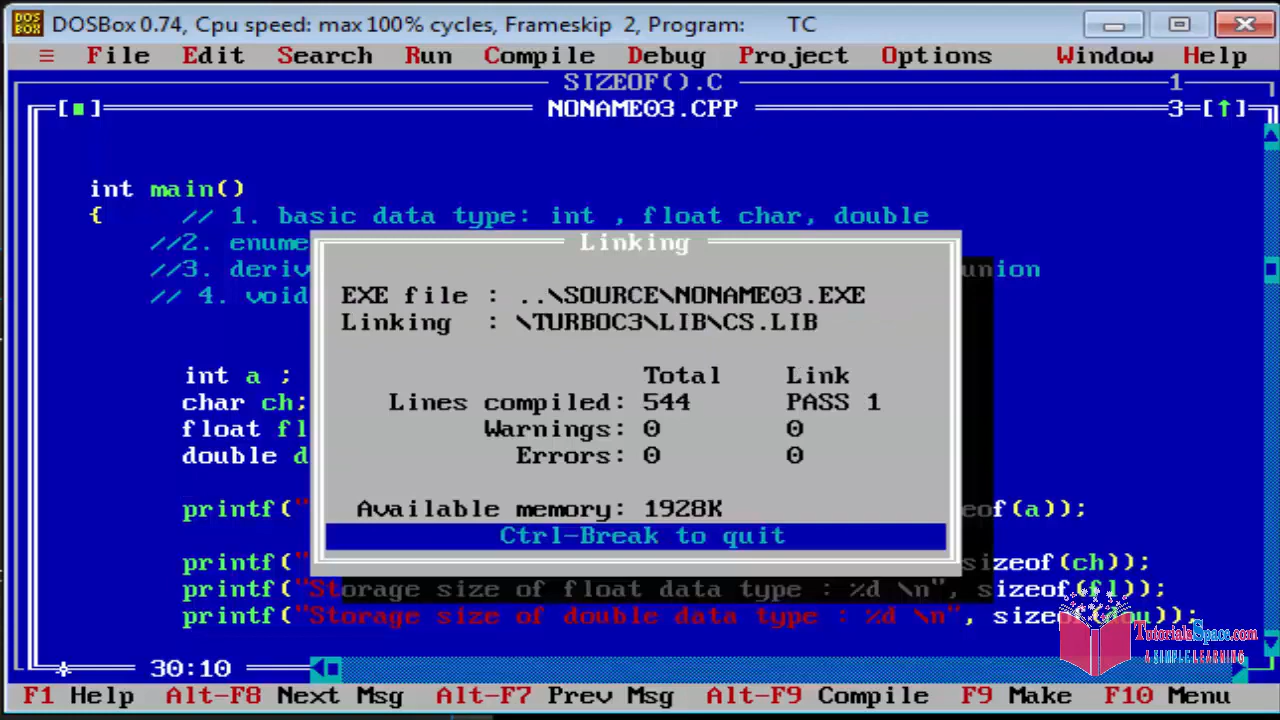 DOSBox 0.74, Cpu speed: max 100% cycles, Frameskip 2, Program: TC
≡ File Edit Search Run Compile Debug Project Options Window Help
SIZEOF().C 1
[■] NONAME03.CPP 3=[↑]
int main()
{ // 1. basic data type: int , float char, double
//2. enume
//3. deriv union
// 4. void
Linking
EXE file : ..\SOURCE\NONAME03.EXE
Linking : \TURBOC3\LIB\CS.LIB
Total Link
Lines compiled: 544 PASS 1
Warnings: 0 0
Errors: 0 0
Available memory: 1928K
Ctrl-Break to quit
int a ;
char ch;
float fl
double d
printf(" of(a));
printf(" sizeof(ch));
printf("Storage size of float data type : %d \n", sizeof(fl));
printf("Storage size of double data type : %d \n", sizeof(dou));
30:10
F1 Help Alt-F8 Next Msg Alt-F7 Prev Msg Alt-F9 Compile F9 Make F10 Menu
TutorialsSpace.com
A SIMPLE LEARNING